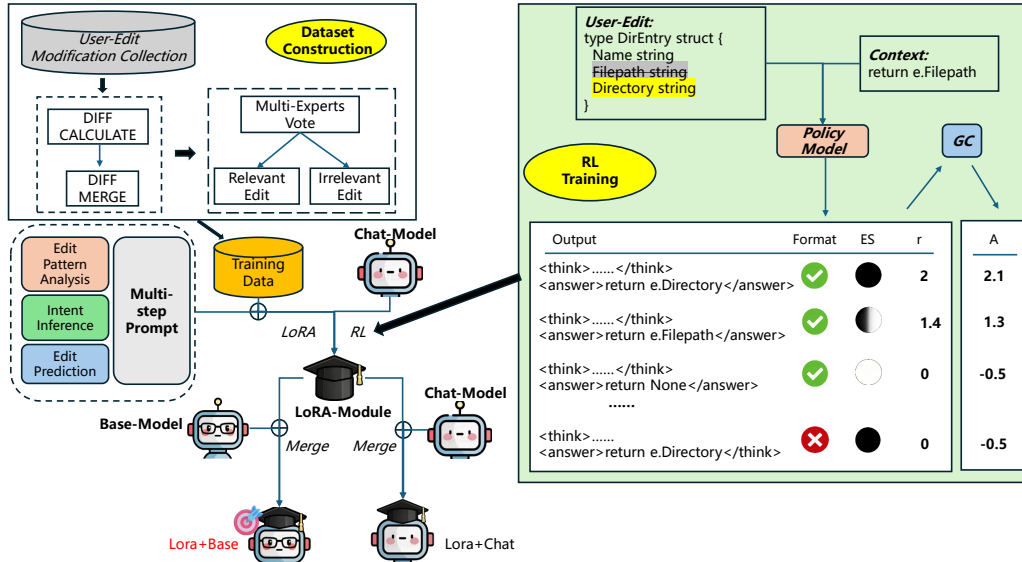 User-Edit
Modification Collection
Dataset
Construction
DIFF
CALCULATE
DIFF
MERGE
Multi-Experts
Vote
Relevant
Edit
Irrelevant
Edit
Edit
Pattern
Analysis
Intent
Inference
Edit
Prediction
Multi-
step
Prompt
Training
Data
Chat-Model
LoRA
RL
LoRA-Module
Base-Model
Chat-Model
Merge
Merge
Lora+Base
Lora+Chat
User-Edit:
type DirEntry struct {
Name string
Filepath string
Directory string
}
Context:
return e.Filepath
Policy
Model
GC
RL
Training
Output Format ES r A
<think>......</think>
<answer>return e.Directory</answer> 2 2.1
<think>......</think>
<answer>return e.Filepath</answer> 1.4 1.3
<think>......</think>
<answer>return None</answer> 0 -0.5
......
<think>......
<answer>return e.Directory</think> 0 -0.5